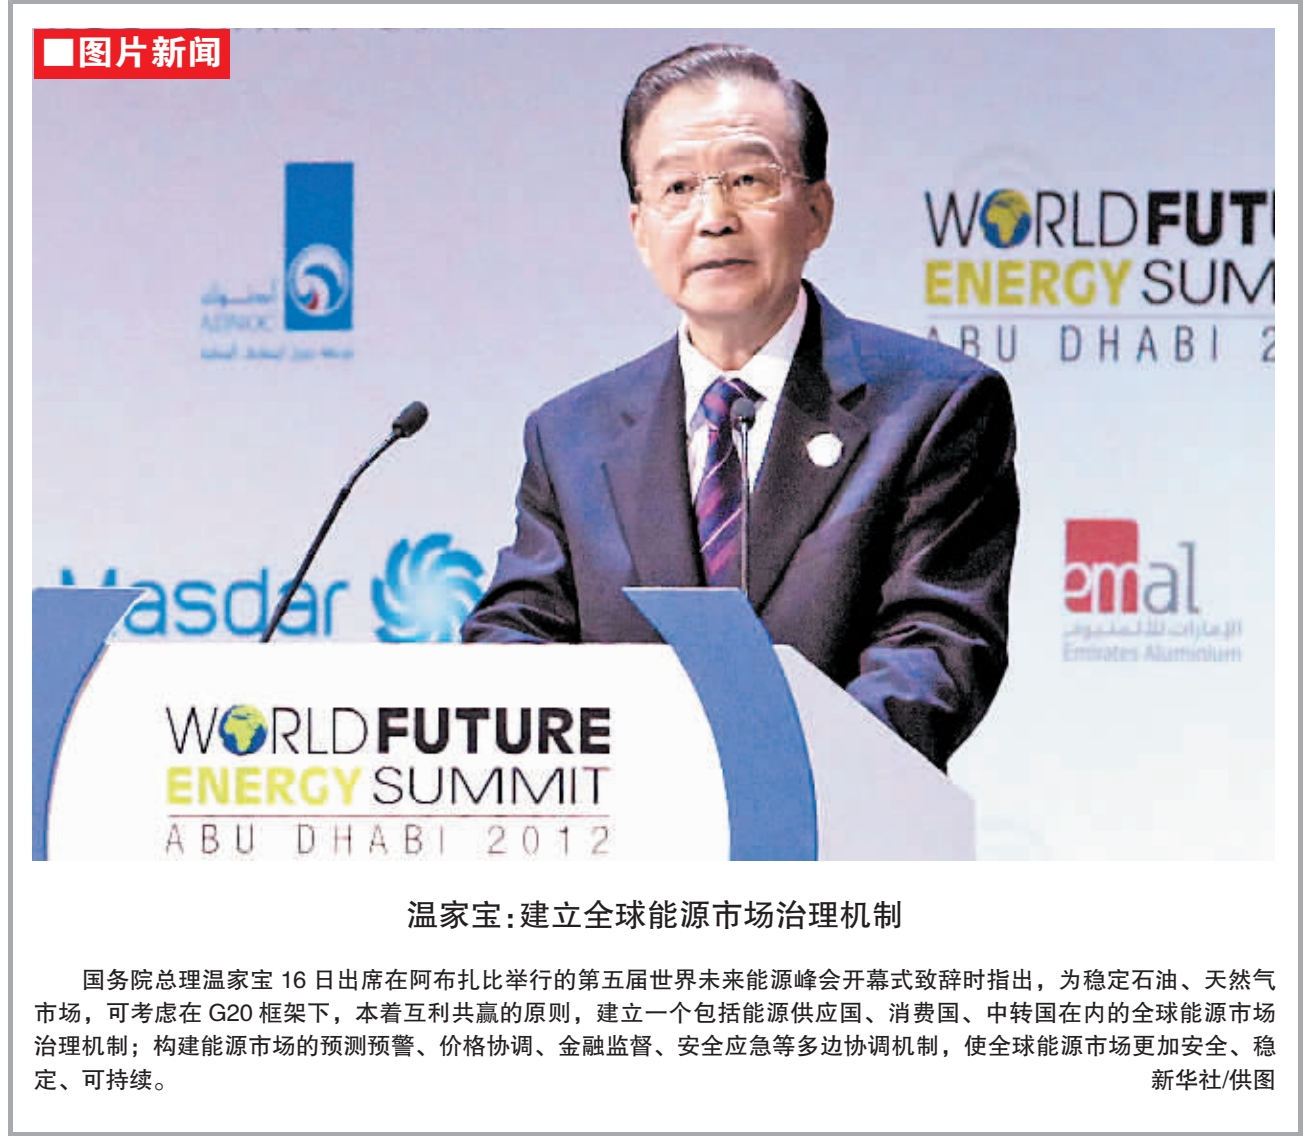 ■图片新闻
ADNOC
WORLD FUTU
ENERGY SUMM
ABU DHABI 2
Masdar
emal
الإمارات للألمنيوم
Emirates Aluminium
WORLD FUTURE
ENERGY SUMMIT
ABU DHABI 2012
温家宝:建立全球能源市场治理机制
国务院总理温家宝 16 日出席在阿布扎比举行的第五届世界未来能源峰会开幕式致辞时指出，为稳定石油、天然气
市场，可考虑在 G20 框架下，本着互利共赢的原则，建立一个包括能源供应国、消费国、中转国在内的全球能源市场
治理机制；构建能源市场的预测预警、价格协调、金融监督、安全应急等多边协调机制，使全球能源市场更加安全、稳
定、可持续。
新华社/供图